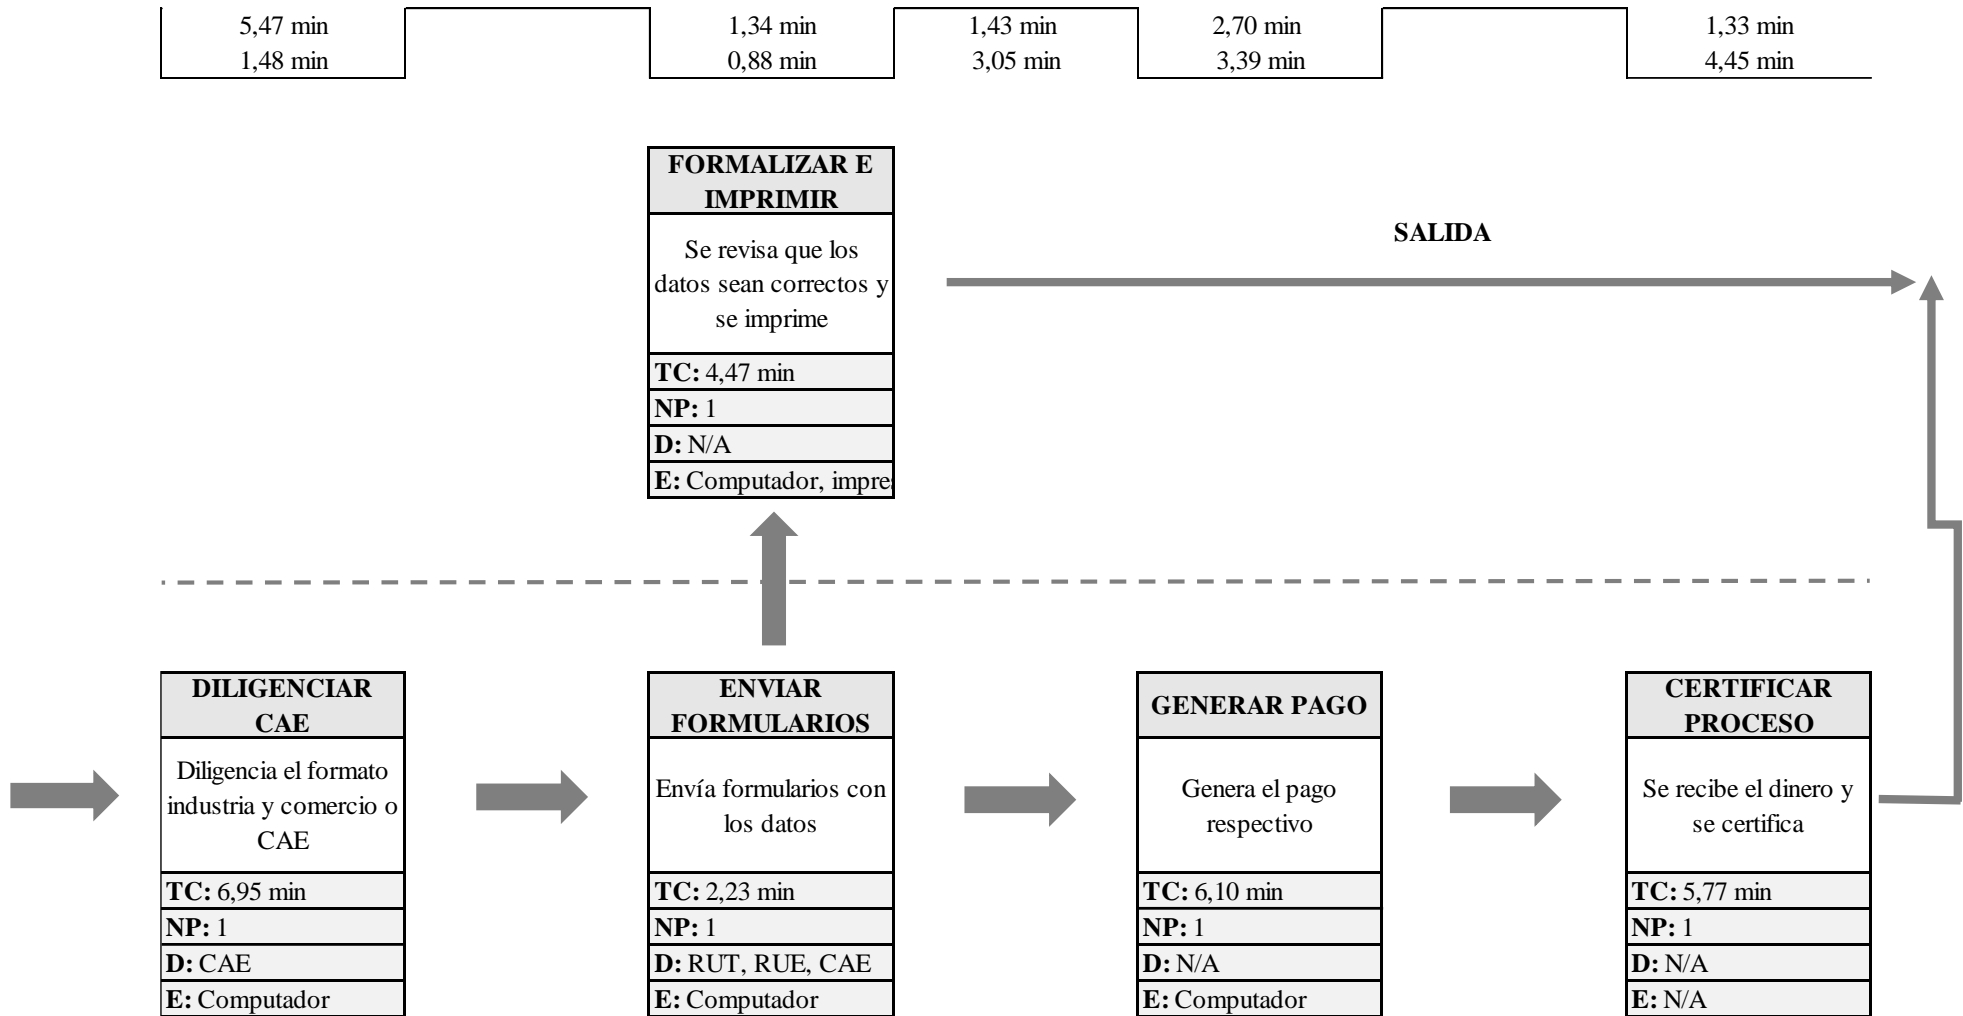 5,47 min 1,34 min 1,43 min 2,70 min 1,33 min
1,48 min 0,88 min 3,05 min 3,39 min 4,45 min
FORMALIZAR E
IMPRIMIR
Se revisa que los
datos sean correctos y
se imprime
TC: 4,47 min
NP: 1
D: N/A
E: Computador, impre
SALIDA
DILIGENCIAR
CAE
Diligencia el formato
industria y comercio o
CAE
TC: 6,95 min
NP: 1
D: CAE
E: Computador
ENVIAR
FORMULARIOS
Envía formularios con
los datos
TC: 2,23 min
NP: 1
D: RUT, RUE, CAE
E: Computador
GENERAR PAGO
Genera el pago
respectivo
TC: 6,10 min
NP: 1
D: N/A
E: Computador
CERTIFICAR
PROCESO
Se recibe el dinero y
se certifica
TC: 5,77 min
NP: 1
D: N/A
E: N/A